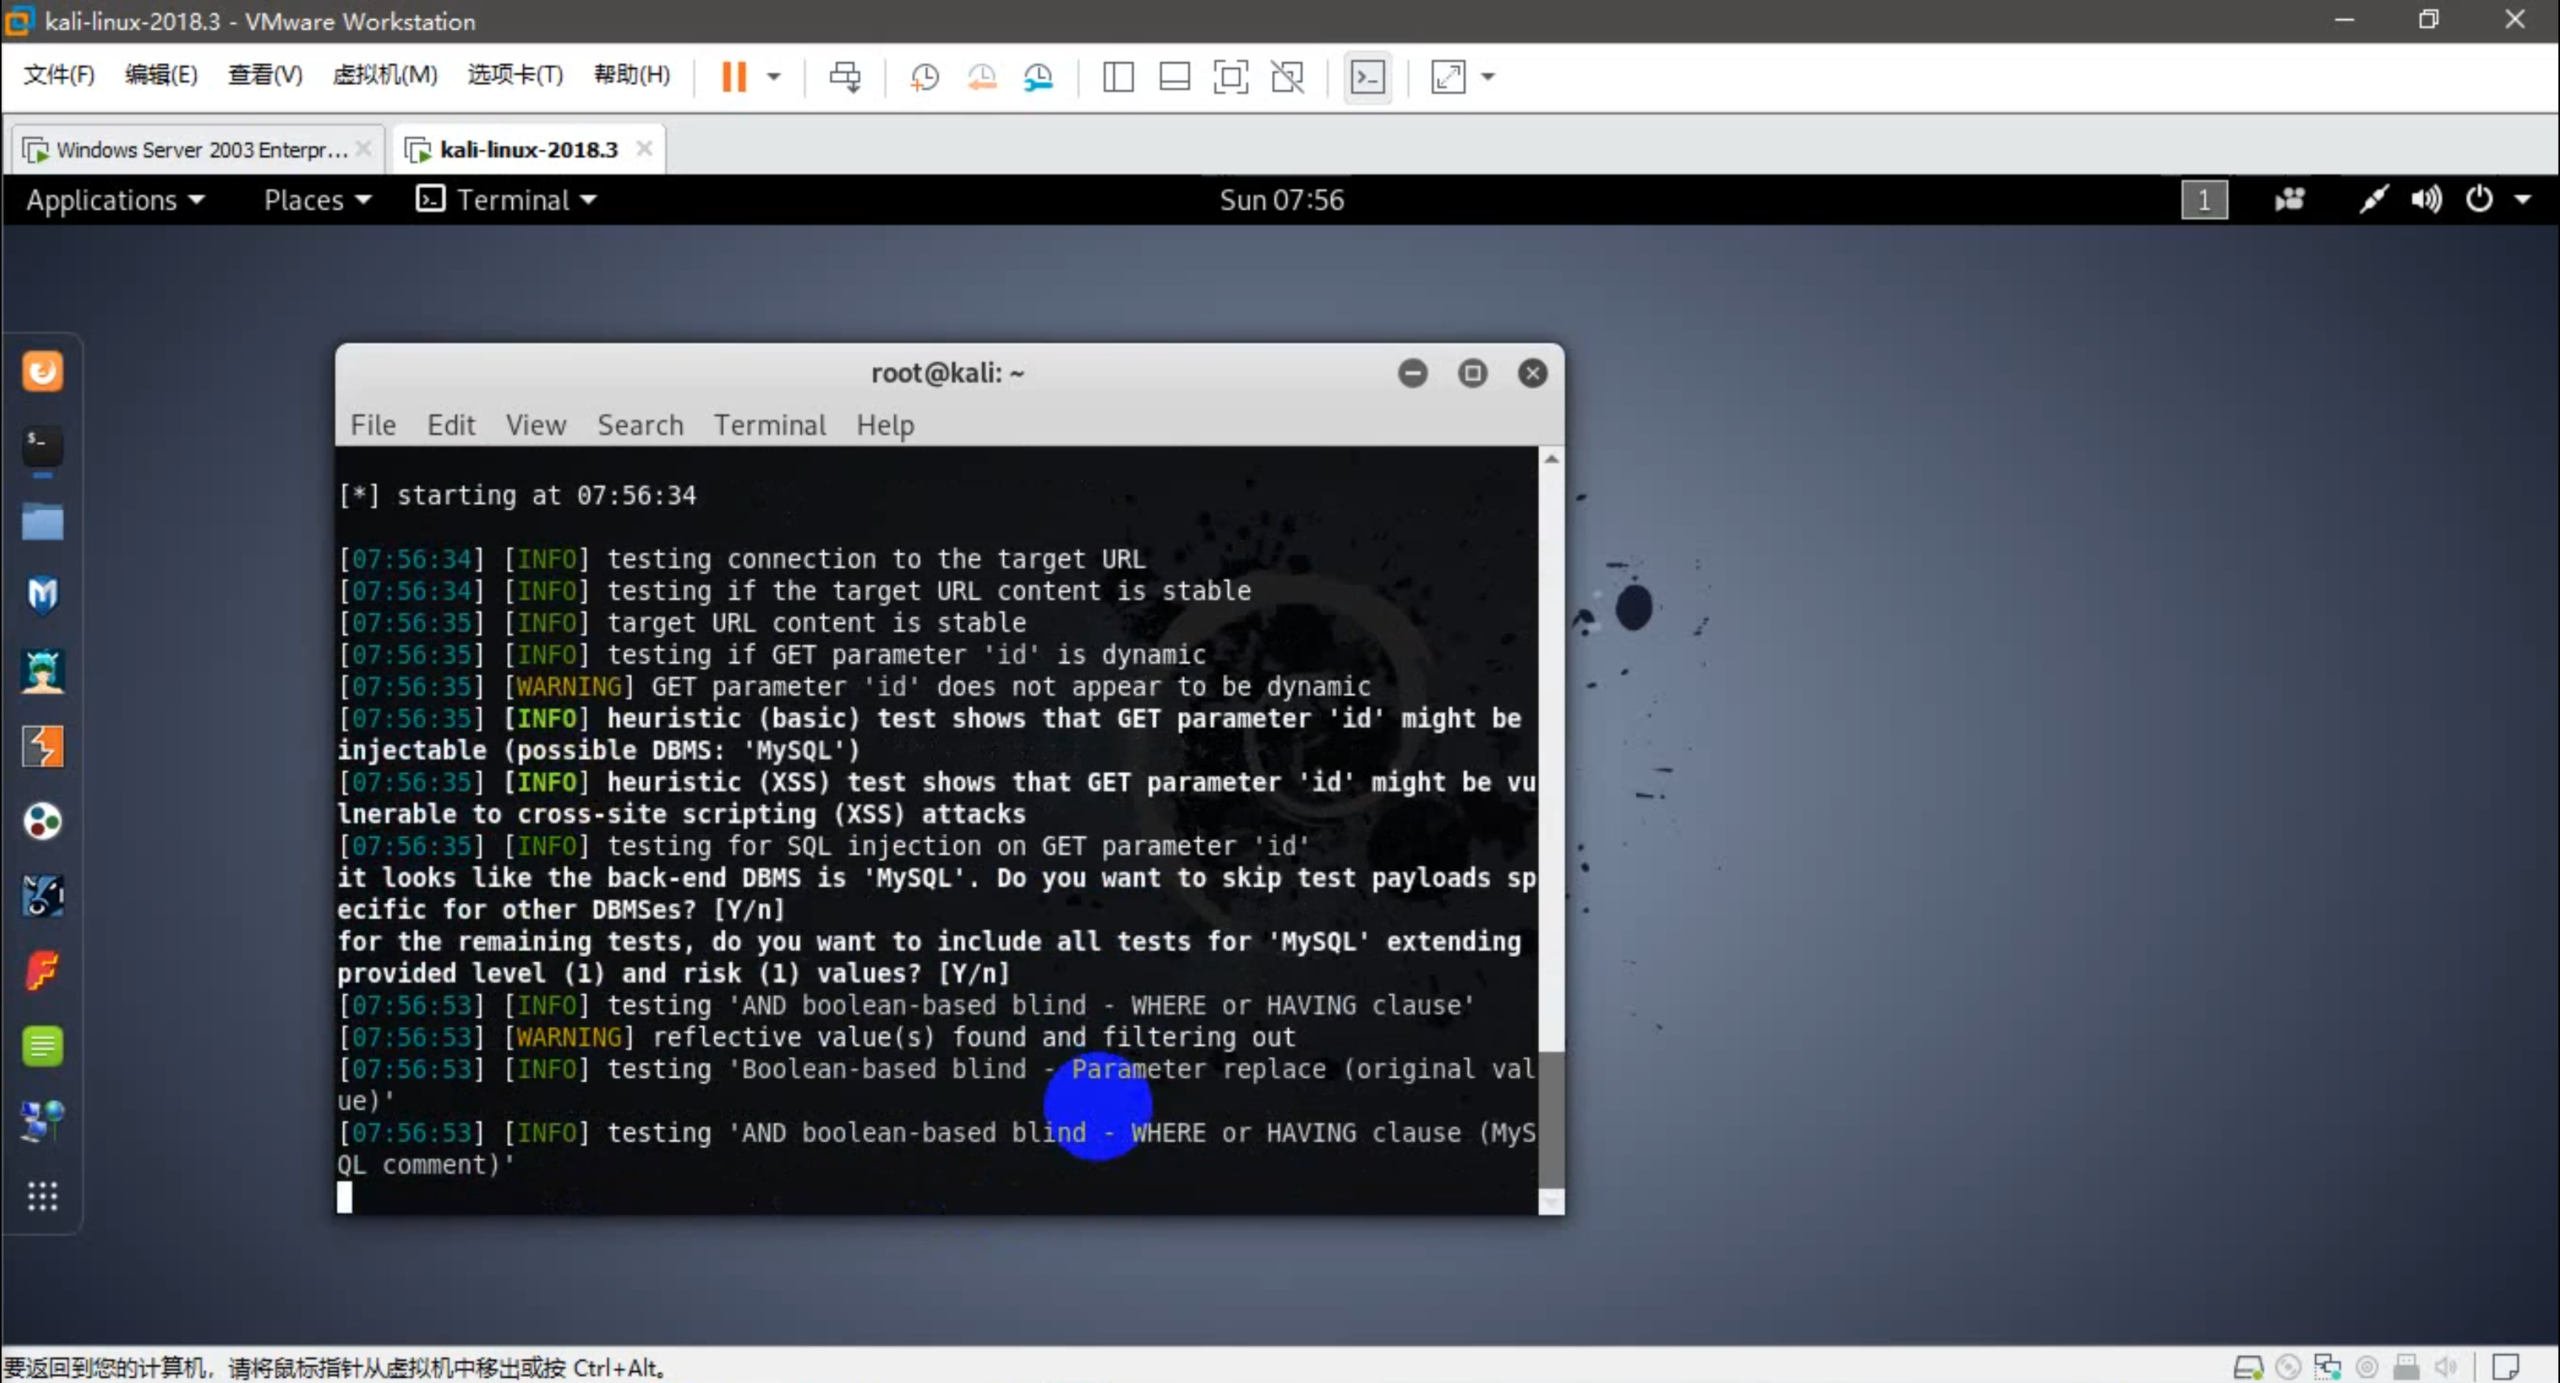 kali-linux-2018.3 - VMware Workstation
文件(F) 编辑(E) 查看(V) 虚拟机(M) 选项卡(T) 帮助(H)
Windows Server 2003 Enterpr... kali-linux-2018.3
Applications Places Terminal Sun 07:56 1
root@kali: ~
File Edit View Search Terminal Help
[*] starting at 07:56:34
[07:56:34] [INFO] testing connection to the target URL
[07:56:34] [INFO] testing if the target URL content is stable
[07:56:35] [INFO] target URL content is stable
[07:56:35] [INFO] testing if GET parameter 'id' is dynamic
[07:56:35] [WARNING] GET parameter 'id' does not appear to be dynamic
[07:56:35] [INFO] heuristic (basic) test shows that GET parameter 'id' might be
injectable (possible DBMS: 'MySQL')
[07:56:35] [INFO] heuristic (XSS) test shows that GET parameter 'id' might be vu
lnerable to cross-site scripting (XSS) attacks
[07:56:35] [INFO] testing for SQL injection on GET parameter 'id'
it looks like the back-end DBMS is 'MySQL'. Do you want to skip test payloads sp
ecific for other DBMSes? [Y/n]
for the remaining tests, do you want to include all tests for 'MySQL' extending
provided level (1) and risk (1) values? [Y/n]
[07:56:53] [INFO] testing 'AND boolean-based blind - WHERE or HAVING clause'
[07:56:53] [WARNING] reflective value(s) found and filtering out
[07:56:53] [INFO] testing 'Boolean-based blind - Parameter replace (original val
ue)'
[07:56:53] [INFO] testing 'AND boolean-based blind - WHERE or HAVING clause (MyS
QL comment)'
要返回到您的计算机，请将鼠标指针从虚拟机中移出或按 Ctrl+Alt。